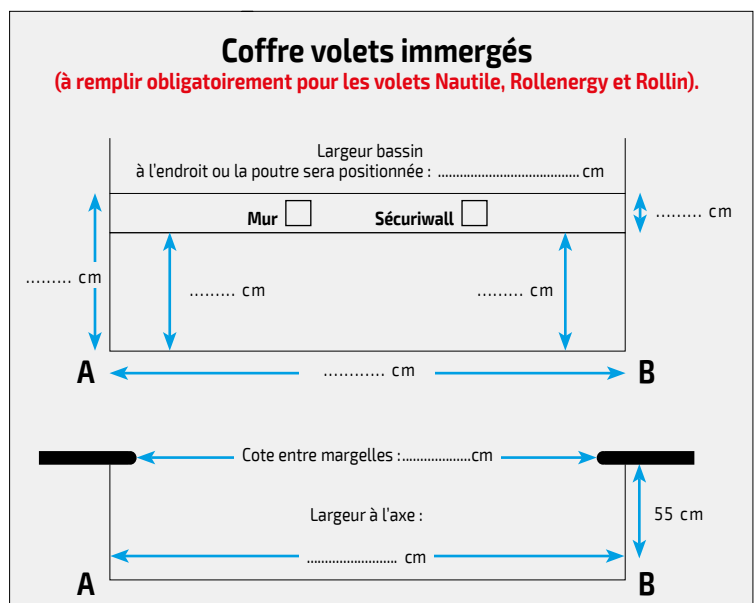 Coffre volets immergés
(à remplir obligatoirement pour les volets Nautile, Rollenergy et Rollin).
Largeur bassin
à l'endroit ou la poutre sera positionnée : ....................................... cm
Mur
Sécuriwall
......... cm
......... cm
......... cm
......... cm
A
............ cm
B
Cote entre margelles :...................cm
Largeur à l'axe :
55 cm
......................... cm
A
B